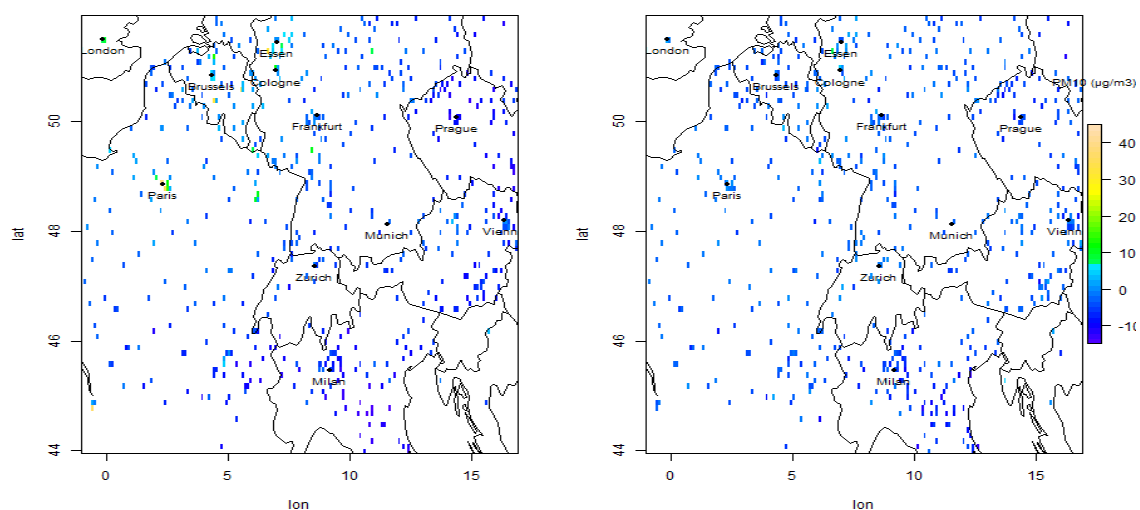 London
Essen
Brussels
Cologne
Frankfurt
Prague
Paris
Munich
Vienn
Zürich
Milan
50
48
46
44
lat
0
5
10
15
lon
London
Essen
Brussels
Cologne
Frankfurt
Prague
Paris
Munich
Vienn
Zürich
Milan
50
48
46
44
lat
0
5
10
15
lon
PM10 (µg/m3)
40
30
20
10
0
-10